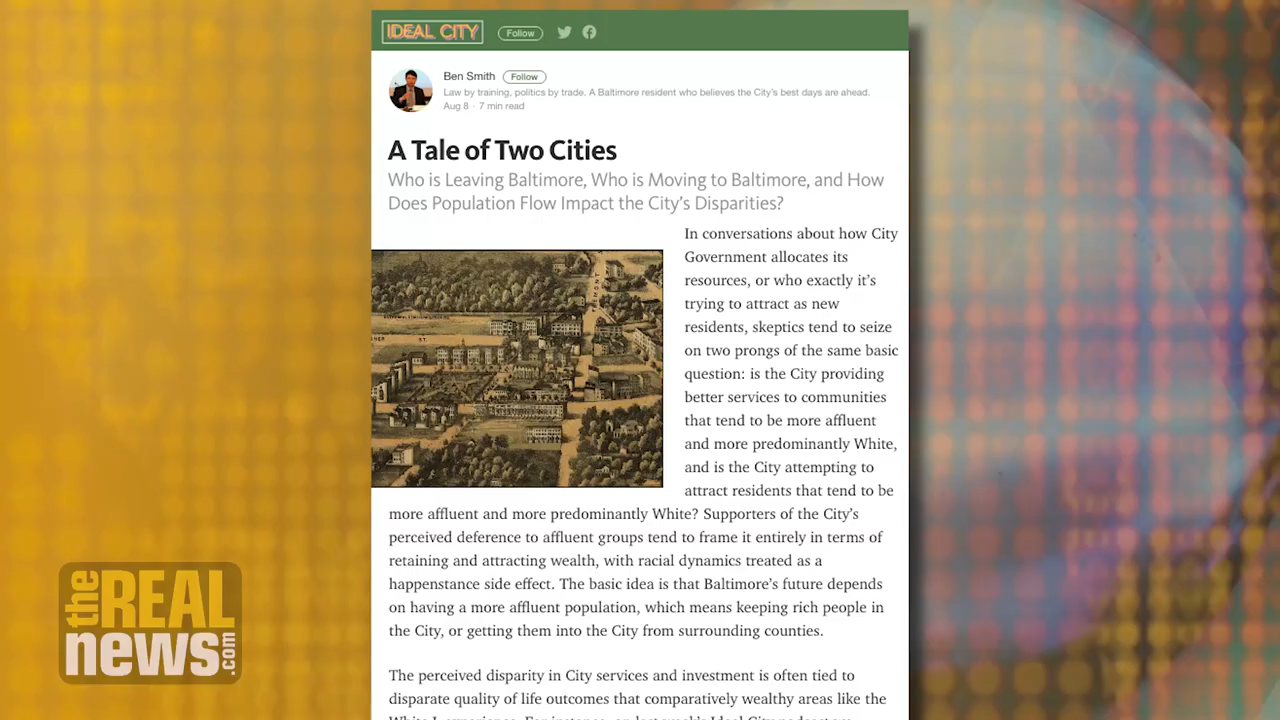 IDEAL CITY
Follow
Ben Smith Follow
Law by training, politics by trade. A Baltimore resident who believes the City's best days are ahead.
Aug 8 · 7 min read
A Tale of Two Cities
Who is Leaving Baltimore, Who is Moving to Baltimore, and How
Does Population Flow Impact the City's Disparities?
In conversations about how City
Government allocates its
resources, or who exactly it's
trying to attract as new
residents, skeptics tend to seize
on two prongs of the same basic
question: is the City providing
better services to communities
that tend to be more affluent
and more predominantly White,
and is the City attempting to
attract residents that tend to be
more affluent and more predominantly White? Supporters of the City's
perceived deference to affluent groups tend to frame it entirely in terms of
retaining and attracting wealth, with racial dynamics treated as a
happenstance side effect. The basic idea is that Baltimore's future depends
on having a more affluent population, which means keeping rich people in
the City, or getting them into the City from surrounding counties.
The perceived disparity in City services and investment is often tied to
disparate quality of life outcomes that comparatively wealthy areas like the
theREAL
news.com